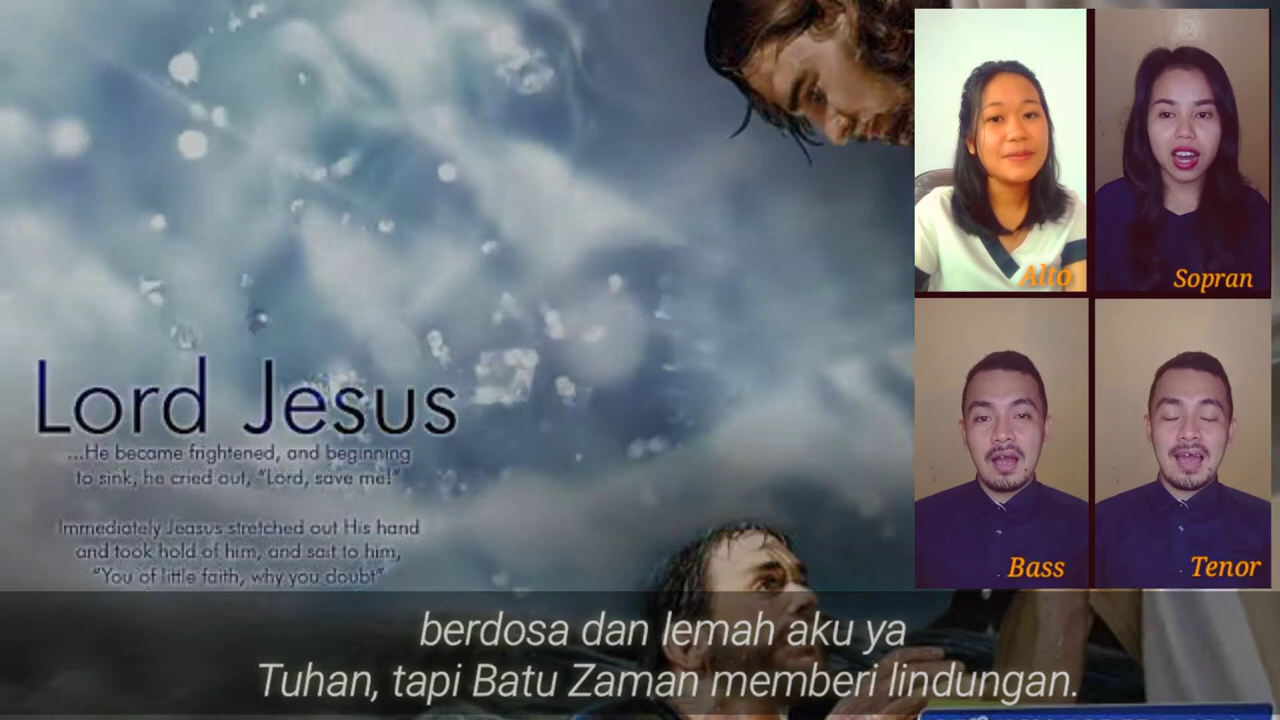 Lord Jesus
...He became frightened, and beginning
to sink, he cried out, "Lord, save me!"
Immediately Jeasus stretched out His hand
and took hold of him, and sait to him,
"You of little faith, why you doubt"
Alto
Sopran
Bass
Tenor
berdosa dan lemah aku ya
Tuhan, tapi Batu Zaman memberi lindungan.